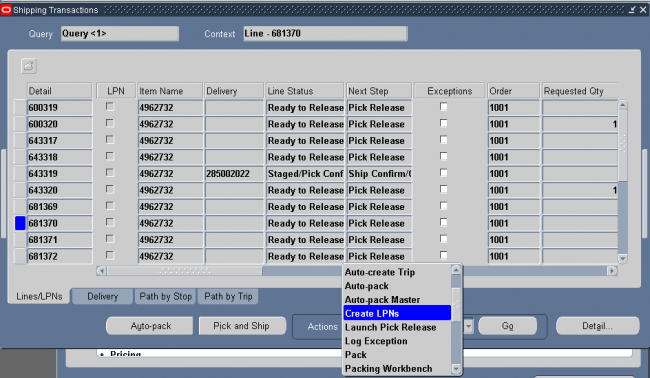 Shipping Transactions
Query Query <1> Context Line - 681370
Detail LPN Item Name Delivery Line Status Next Step Exceptions Order Requested Qty
600319 4962732 Ready to Release Pick Release 1001
600320 4962732 Ready to Release Pick Release 1001 1
643317 4962732 Ready to Release Pick Release 1001
643318 4962732 Ready to Release Pick Release 1001
643319 4962732 285002022 Staged/Pick Conf Ship Confirm/ 1001
643320 4962732 Ready to Release Pick Release 1001 1
681369 4962732 Ready to Release Pick Release 1001
681370 4962732 Ready to Release Pick Release 1001
681371 4962732 Ready to Release Pick Release 1001
681372 4962732 Ready to Release Pick Release 1001
Lines/LPNs Delivery Path by Stop Path by Trip
Auto-create Trip
Auto-pack
Auto-pack Master
Create LPNs
Launch Pick Release
Log Exception
Pack
Packing Workbench
Auto-pack Pick and Ship Actions Go Detail...
Pricing